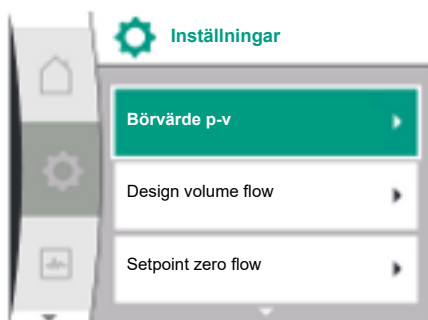 Inställningar
Börvärde p-v
Design volume flow
Setpoint zero flow